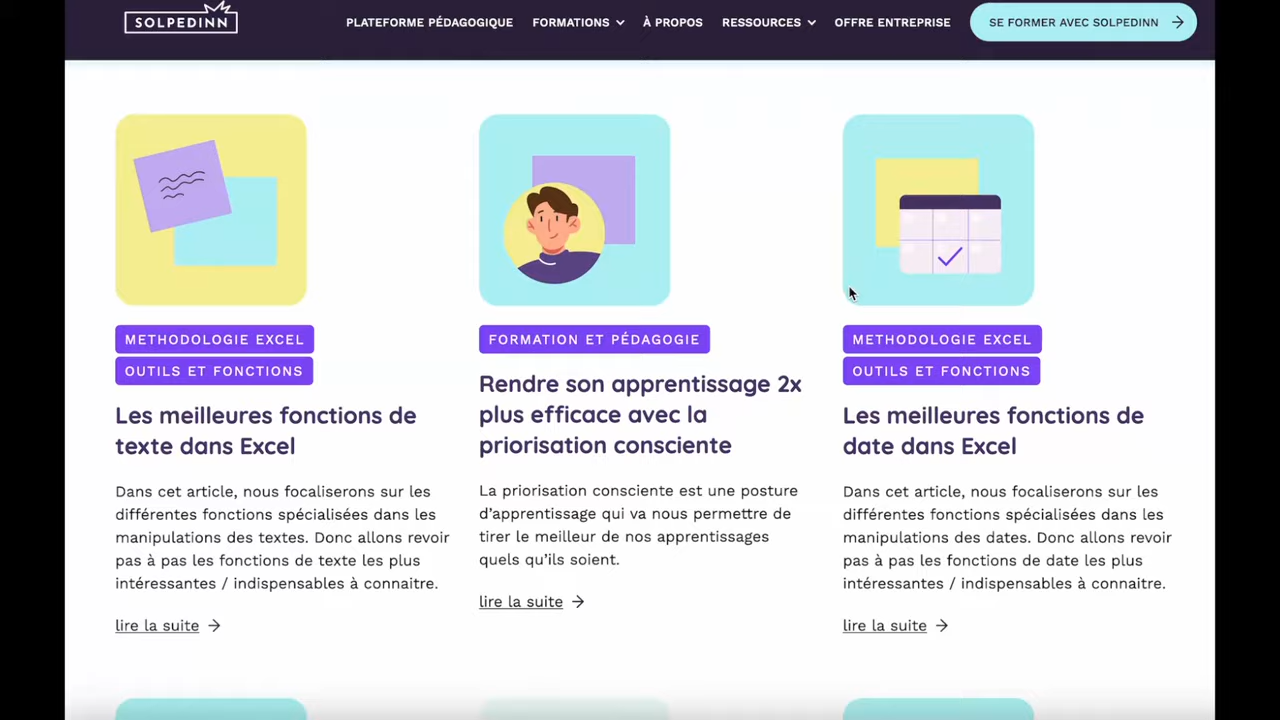 SOLPEDINN
PLATEFORME PÉDAGOGIQUE
FORMATIONS
À PROPOS
RESSOURCES
OFFRE ENTREPRISE
SE FORMER AVEC SOLPEDINN
METHODOLOGIE EXCEL
OUTILS ET FONCTIONS
Les meilleures fonctions de
texte dans Excel
Dans cet article, nous focaliserons sur les
différentes fonctions spécialisées dans les
manipulations des textes. Donc allons revoir
pas à pas les fonctions de texte les plus
intéressantes / indispensables à connaitre.
lire la suite
FORMATION ET PÉDAGOGIE
Rendre son apprentissage 2x
plus efficace avec la
priorisation consciente
La priorisation consciente est une posture
d'apprentissage qui va nous permettre de
tirer le meilleur de nos apprentissages
quels qu'ils soient.
lire la suite
METHODOLOGIE EXCEL
OUTILS ET FONCTIONS
Les meilleures fonctions de
date dans Excel
Dans cet article, nous focaliserons sur les
différentes fonctions spécialisées dans les
manipulations des dates. Donc allons revoir
pas à pas les fonctions de date les plus
intéressantes / indispensables à connaitre.
lire la suite